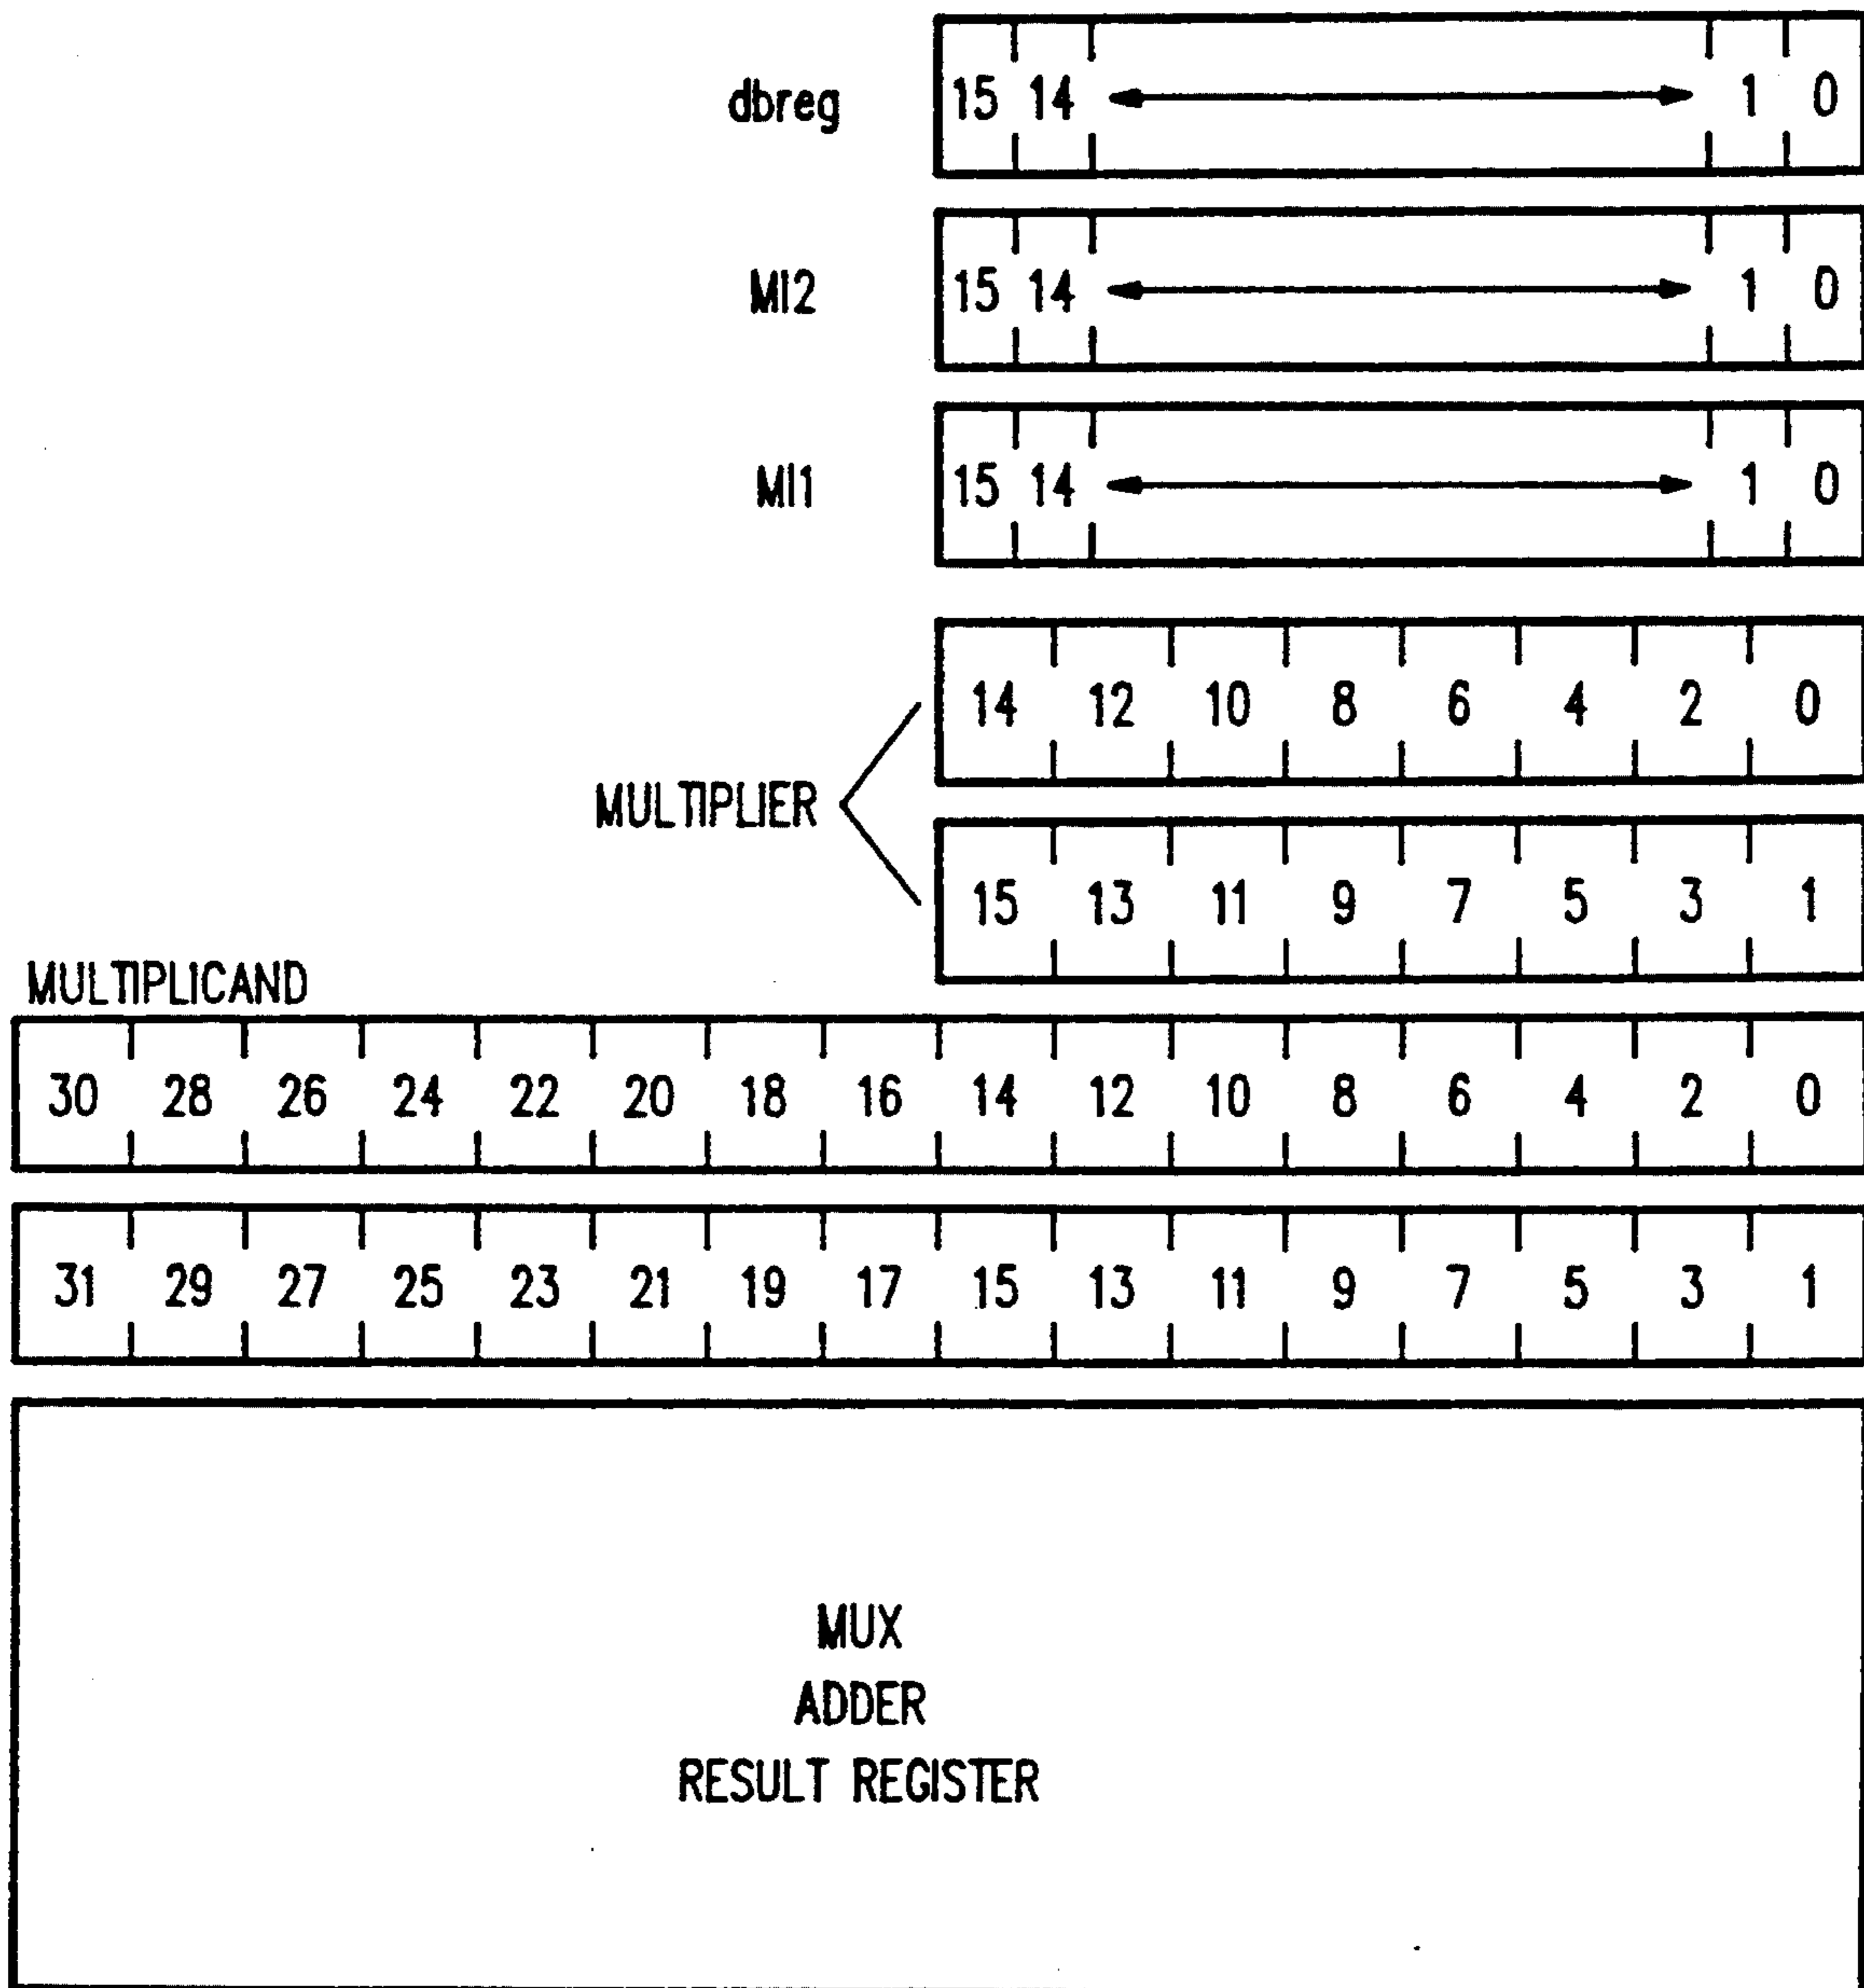 dbreg 15 14 1 0
MI2 15 14 1 0
MI1 15 14 1 0
14 12 10 8 6 4 2 0
MULTIPLIER
15 13 11 9 7 5 3 1
MULTIPLICAND
30 28 26 24 22 20 18 16 14 12 10 8 6 4 2 0
31 29 27 25 23 21 19 17 15 13 11 9 7 5 3 1
MUX
ADDER
RESULT REGISTER